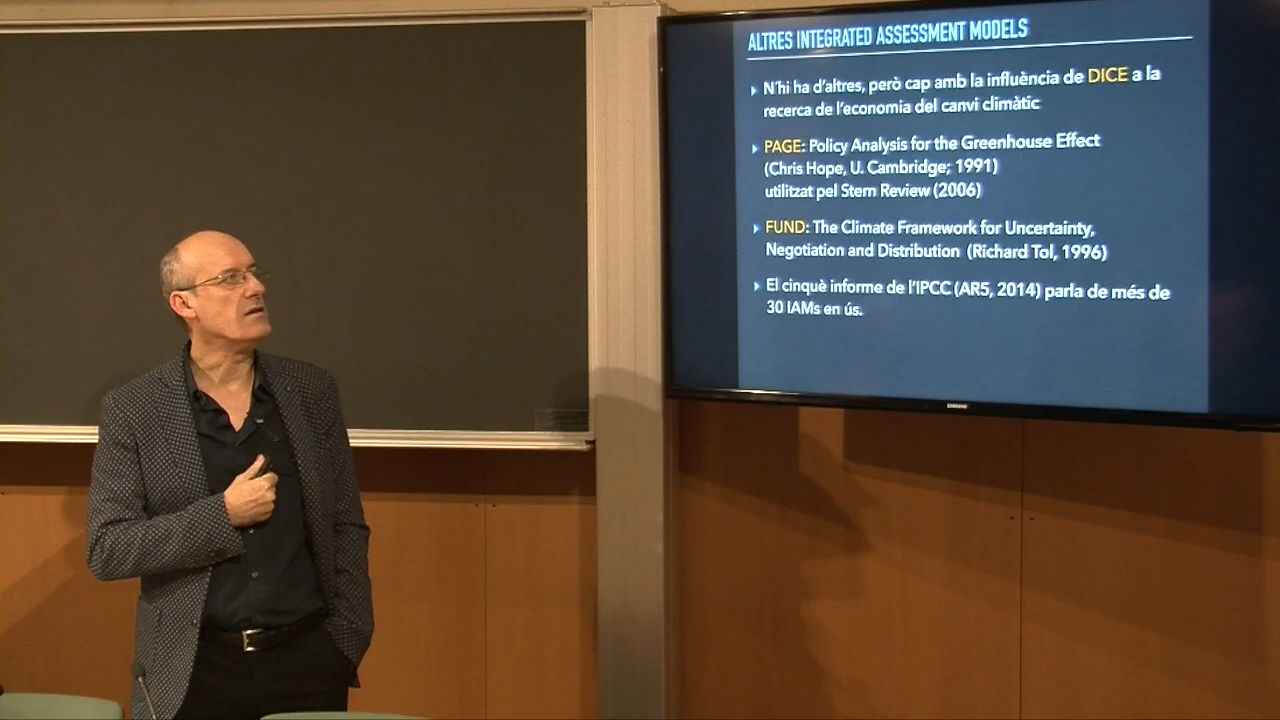 ALTRES INTEGRATED ASSESSMENT MODELS
N'hi ha d'altres, però cap amb la influència de DICE a la
recerca de l'economia del canvi climàtic
PAGE: Policy Analysis for the Greenhouse Effect
(Chris Hope, U. Cambridge; 1991)
utilitzat pel Stern Review (2006)
FUND: The Climate Framework for Uncertainty,
Negotiation and Distribution (Richard Tol, 1996)
El cinquè informe de l'IPCC (AR5, 2014) parla de més de
30 IAMs en ús.
SAMSUNG